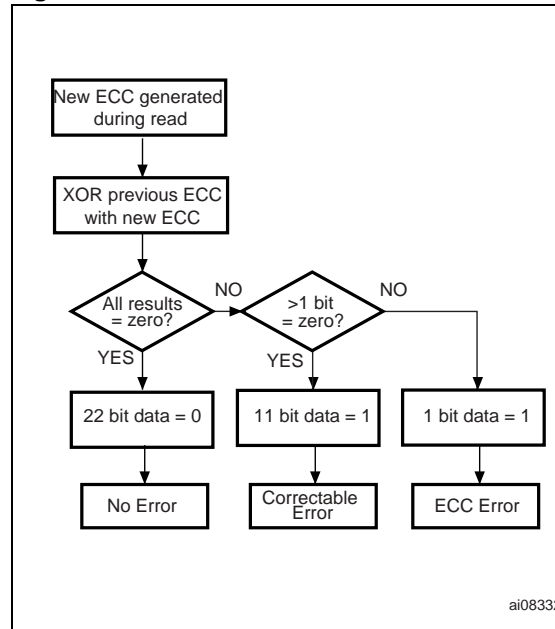 New ECC generated
during read
XOR previous ECC
with new ECC
All results
= zero?
NO
>1 bit
= zero?
NO
YES
YES
22 bit data = 0
11 bit data = 1
1 bit data = 1
No Error
Correctable
Error
ECC Error